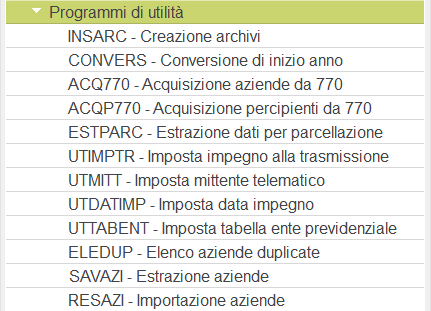 Programmi di utilità
INSARC - Creazione archivi
CONVERS - Conversione di inizio anno
ACQ770 - Acquisizione aziende da 770
ACQP770 - Acquisizione percipienti da 770
ESTPARC - Estrazione dati per parcellazione
UTIMPTR - Imposta impegno alla trasmissione
UTMITT - Imposta mittente telematico
UTDATIMP - Imposta data impegno
UTTABENT - Imposta tabella ente previdenziale
ELEDUP - Elenco aziende duplicate
SAVAZI - Estrazione aziende
RESAZI - Importazione aziende